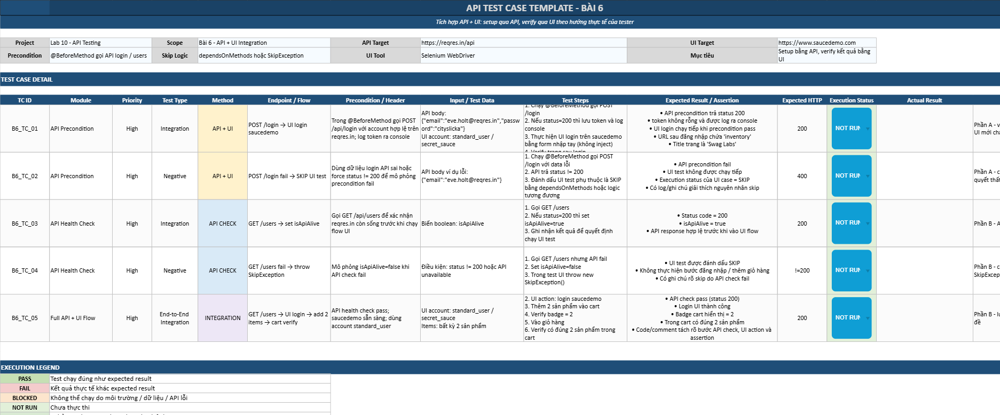 API TEST CASE TEMPLATE - BÀI 6
Tích hợp API + UI: setup qua API, verify qua UI theo hướng thực tế của tester
Project
Lab 10 - API Testing
Scope
Bài 6 - API + UI Integration
API Target
https://reqres.in/api
UI Target
https://www.saucedemo.com
Precondition
@BeforeMethod gọi API login / users
Skip Logic
dependsOnMethods hoặc SkipException
UI Tool
Selenium WebDriver
Mục tiêu
Setup bằng API, verify kết quả bằng
UI
TEST CASE DETAIL
TC ID
Module
Priority
Test Type
Method
Endpoint / Flow
Precondition / Header
Input / Test Data
Test Steps
Expected Result / Assertion
Expected HTTP
Execution Status
Actual Result
B6_TC_01
API Precondition
High
Integration
API + UI
POST /login → UI login
saucedemo
Trong @BeforeMethod gọi POST
/api/login với account hợp lệ trên
reqres.in; log token ra console
API body:
{"email":"eve.holt@reqres.in","passw
ord":"cityslicka"}
UI account: standard_user /
secret_sauce
1. Chạy @BeforeMethod gọi POST
/login
2. Nếu status=200 thì lưu token và log
console
3. Thực hiện UI login trên saucedemo
bằng form nhập tay (không inject)
4. Verify trang sau login
• API precondition trả status 200
• token không rỗng và được log ra console
• UI login chạy tiếp khi precondition pass
• URL sau đăng nhập chứa 'inventory'
• Title trang là 'Swag Labs'
200
NOT RUN
Phần A - v
UI mới chạ
B6_TC_02
API Precondition
High
Negative
API + UI
POST /login fail → SKIP UI test
Dùng dữ liệu login API sai hoặc
force status != 200 để mô phỏng
precondition fail
API body ví dụ lỗi:
{"email":"eve.holt@reqres.in"}
1. Chạy @BeforeMethod gọi POST
/login với data lỗi
2. API trả status != 200
3. Đánh dấu UI test phụ thuộc là SKIP
bằng dependsOnMethods hoặc logic
tương đương
• API precondition fail
• UI test không được chạy tiếp
• Execution status của UI case = SKIP
• Có log/ghi chú giải thích nguyên nhân skip
400
NOT RUN
Phần A - c
quyết thất
B6_TC_03
API Health Check
High
Integration
API CHECK
GET /users → set isApiAlive
Gọi GET /api/users để xác nhận
reqres.in còn sống trước khi chạy
flow UI
Biến boolean: isApiAlive
1. Gọi GET /users
2. Nếu status=200 thì set
isApiAlive=true
3. Ghi nhận kết quả để quyết định
chạy UI test
• Status code = 200
• isApiAlive = true
• API response hợp lệ trước khi vào UI flow
200
NOT RUN
Phần B - A
B6_TC_04
API Health Check
High
Negative
API CHECK
GET /users fail → throw
SkipException
Mô phỏng isApiAlive=false khi
API check fail
Điều kiện: status != 200 hoặc API
unavailable
1. Gọi GET /users nhưng API fail
2. Set isApiAlive=false
3. Trong test UI throw new
SkipException()
• UI test được đánh dấu SKIP
• Không thực hiện bước đăng nhập / thêm giỏ hàng
• Có ghi chú rõ skip do API check fail
!=200
NOT RUN
Phần B - c
SkipExcep
B6_TC_05
Full API + UI Flow
High
End-to-End
Integration
INTEGRATION
GET /users → UI login → add 2
items → cart verify
API health check pass;
saucedemo sẵn sàng; dùng
account standard_user
UI account: standard_user /
secret_sauce
Items: bất kỳ 2 sản phẩm
2. UI action: login saucedemo
3. Thêm 2 sản phẩm vào cart
4. Verify badge = 2
5. Vào giỏ hàng
6. Verify có đúng 2 sản phẩm trong
cart
• API check pass (status 200)
• Login UI thành công
• Badge cart hiển thị = 2
• Trong cart có đúng 2 sản phẩm
• Code/comment tách rõ bước API check, UI action và
assertion
200
NOT RUN
Phần B - lu
đề
EXECUTION LEGEND
PASS
Test chạy đúng như expected result
FAIL
Kết quả thực tế khác expected result
BLOCKED
Không thể chạy do môi trường / dữ liệu / API lỗi
NOT RUN
Chưa thực thi